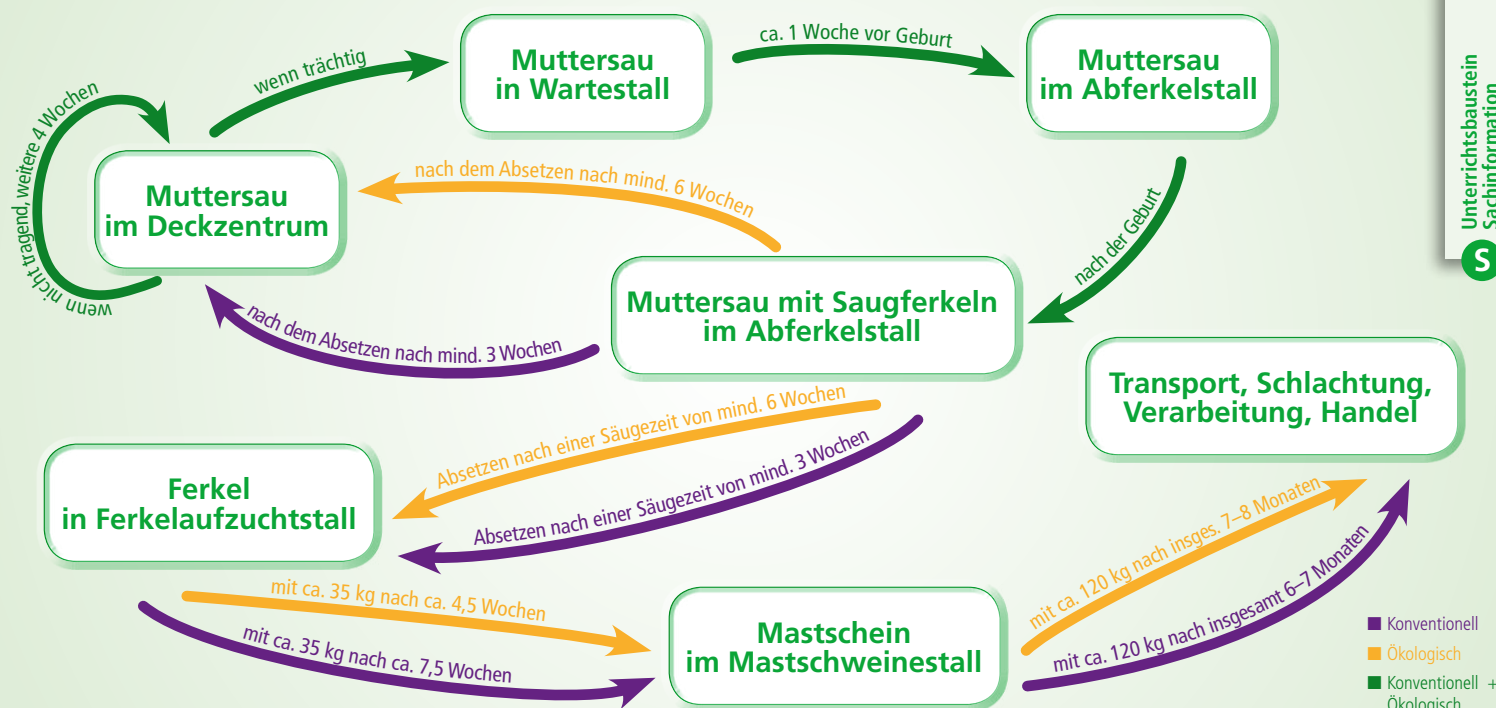 wenn trächtig
Muttersau
in Wartestall
ca. 1 Woche vor Geburt
Muttersau
im Abferkelstall
Unterrichtsbaustein
Sachinformation
S
wenn nicht tragend, weitere 4 Wochen
Muttersau
im Deckzentrum
nach dem Absetzen nach mind. 6 Wochen
nach der Geburt
Muttersau mit Saugferkeln
im Abferkelstall
nach dem Absetzen nach mind. 3 Wochen
Transport, Schlachtung,
Verarbeitung, Handel
Absetzen nach einer Säugezeit von mind. 6 Wochen
Absetzen nach einer Säugezeit von mind. 3 Wochen
Ferkel
in Ferkelaufzuchtstall
mit ca. 35 kg nach ca. 4,5 Wochen
mit ca. 35 kg nach ca. 7,5 Wochen
Mastschein
im Mastschweinestall
mit ca. 120 kg nach insges. 7–8 Monaten
mit ca. 120 kg nach insgesamt 6–7 Monaten
Konventionell
Ökologisch
Konventionell +
Ökologisch